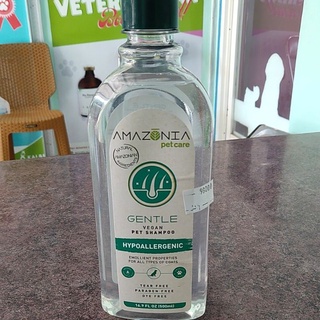 VETER
AMAZONIA
pet care
NATURAL
GENTLE
VEGAN
PET SHAMPOO
HYPOALLERGENIC
EMOLLIENT PROPERTIES
FOR ALL TYPES OF COATS
TEAR FREE
PARABEN FREE
DYE FREE
16.9 FL OZ (500ml)